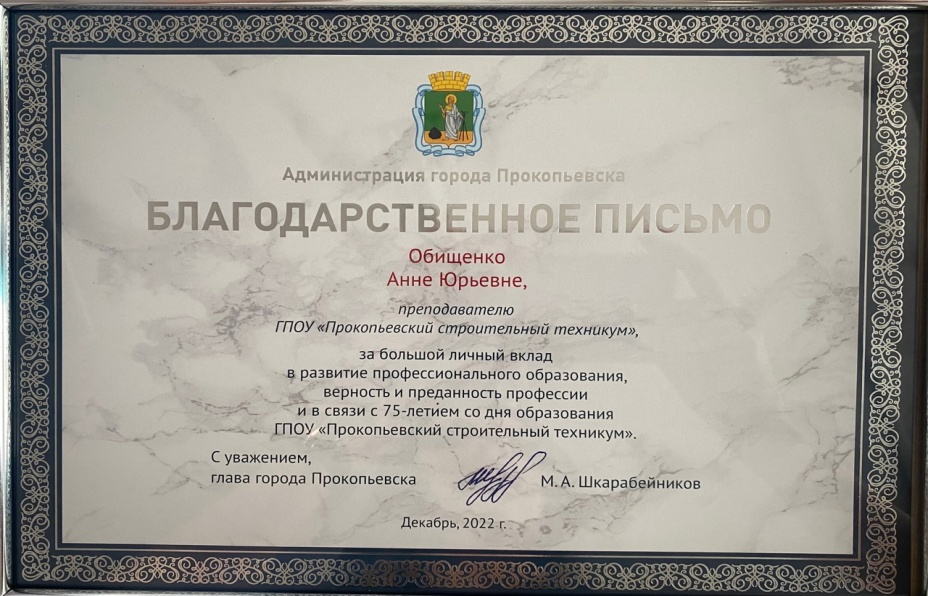 Администрация города Прокопьевска
БЛАГОДАРСТВЕННОЕ ПИСЬМО
Обищенко
Анне Юрьевне,
преподавателю
ГПОУ «Прокопьевский строительный техникум»,
за большой личный вклад
в развитие профессионального образования,
верность и преданность профессии
и в связи с 75-летием со дня образования
ГПОУ «Прокопьевский строительный техникум».
С уважением,
глава города Прокопьевска М. А. Шкарабейников
Декабрь, 2022 г.